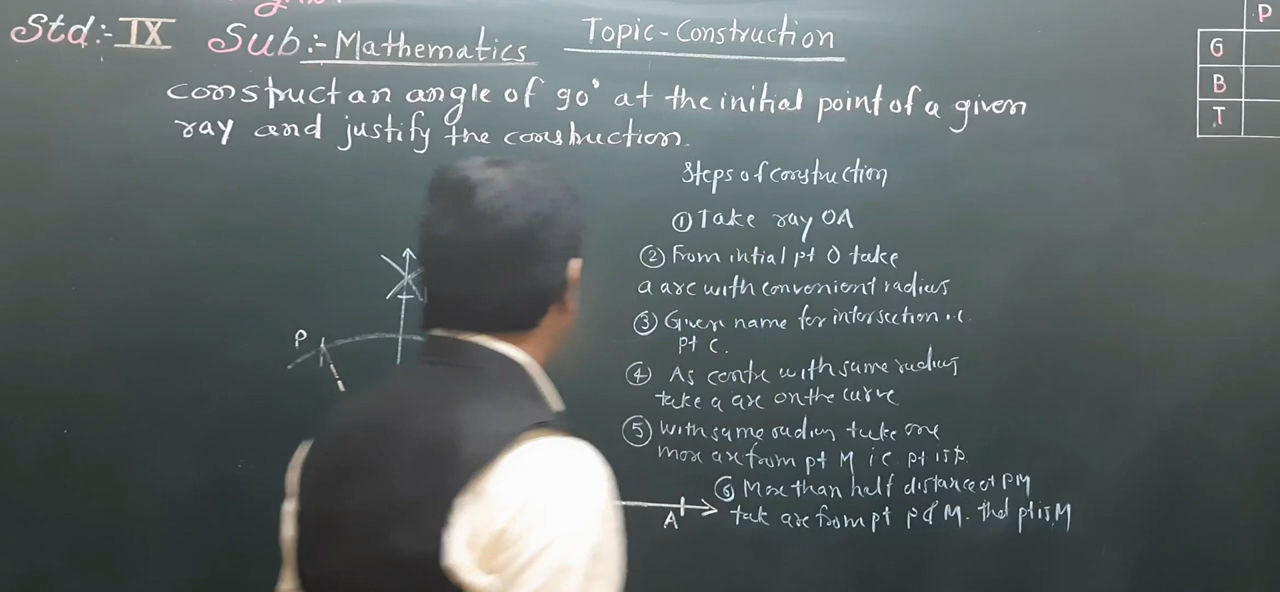 Std:- IX Sub:- Mathematics Topic - Construction
construct an angle of 90° at the initial point of a given
ray and justify the construction.
Steps of construction
① Take ray OA
② From intial pt O take
a arc with convenient radius
③ Given name for intersection i.e.
pt C.
④ As centre with same radius
take a arc on the curve
⑤ With same radius take one
more arc from pt M i e pt is p.
⑥ More than half distance of PM
tak arc from pt p & M. that pt is M
P
A
P
G
B
T